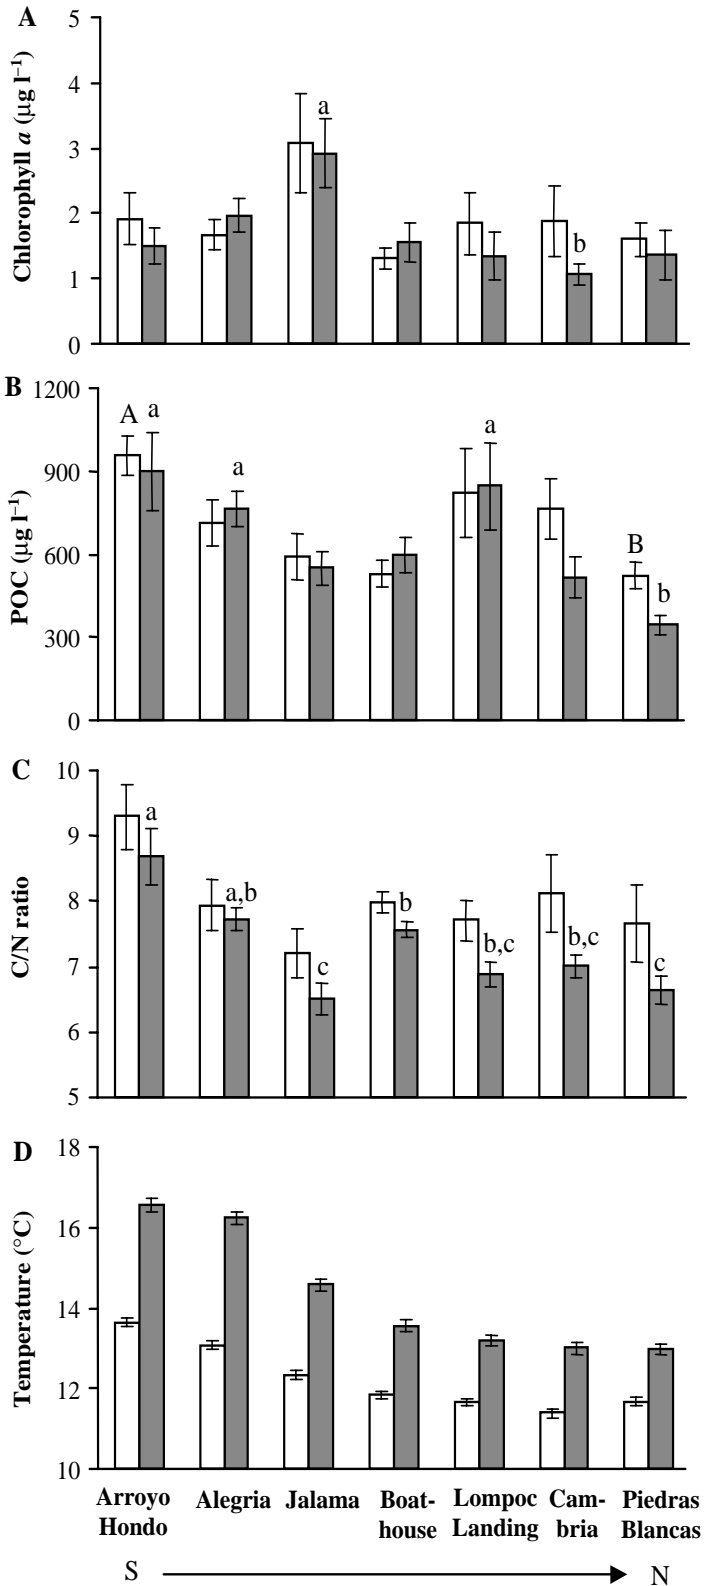 A
Chlorophyll a (µg l⁻¹)
5
4
3
2
1
0
a
b
B
POC (µg l⁻¹)
1200
900
600
300
0
A
a
a
a
B
b
C
C/N ratio
10
9
8
7
6
5
a
a,b
c
b
b,c
b,c
c
D
Temperature (°C)
18
16
14
12
10
Arroyo Hondo
Alegria
Jalama
Boat-house
Lompoc Landing
Cam-bria
Piedras Blancas
S
N